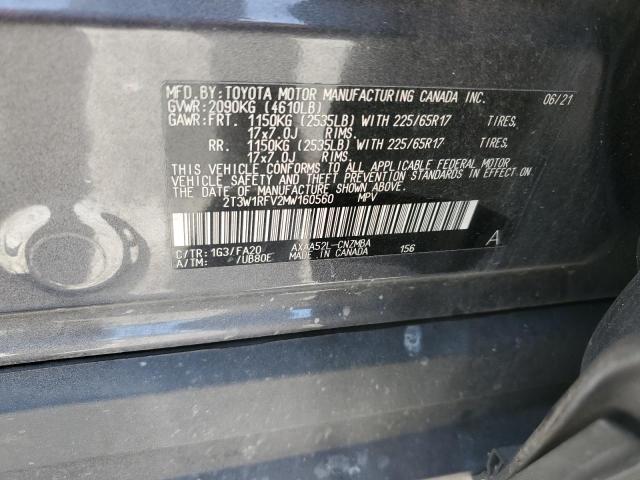 MFD.BY:TOYOTA MOTOR MANUFACTURING CANADA INC. 06/21
GVWR:2090KG (4610LB)
GAWR:FRT. 1150KG (2535LB) WITH 225/65R17 TIRES,
17x7.0J RIMS.
RR. 1150KG (2535LB) WITH 225/65R17 TIRES,
17x7.0J RIMS.
THIS VEHICLE CONFORMS TO ALL APPLICABLE FEDERAL MOTOR
VEHICLE SAFETY AND THEFT PREVENTION STANDARDS IN EFFECT ON
THE DATE OF MANUFACTURE SHOWN ABOVE.
2T3W1RFV2MW160560 MPV
C/TR:1G3/FA20 AXAA52L-CNZMBA 156 A
A/TM: /UB80E MADE IN CANADA